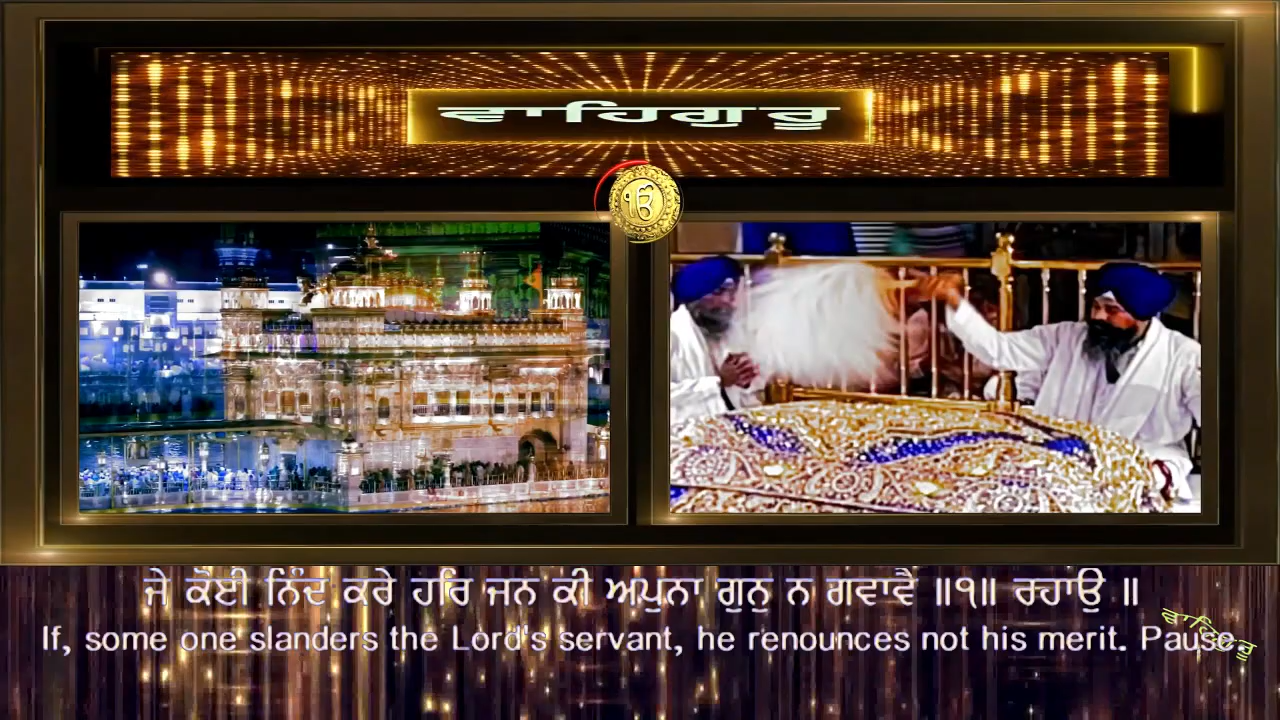 ਵਾਹਿਗੁਰੂ
ੴ
ਜੇ ਕੋਈ ਨਿੰਦ ਕਰੇ ਹਰਿ ਜਨ ਕੀ ਅਪੁਨਾ ਗੁਨੁ ਨ ਗਵਾਵੈ ॥੧॥ ਰਹਾਉ ॥
If, some one slanders the Lord's servant, he renounces not his merit. Pause.
ਵਾਹਿਗੁਰੂ